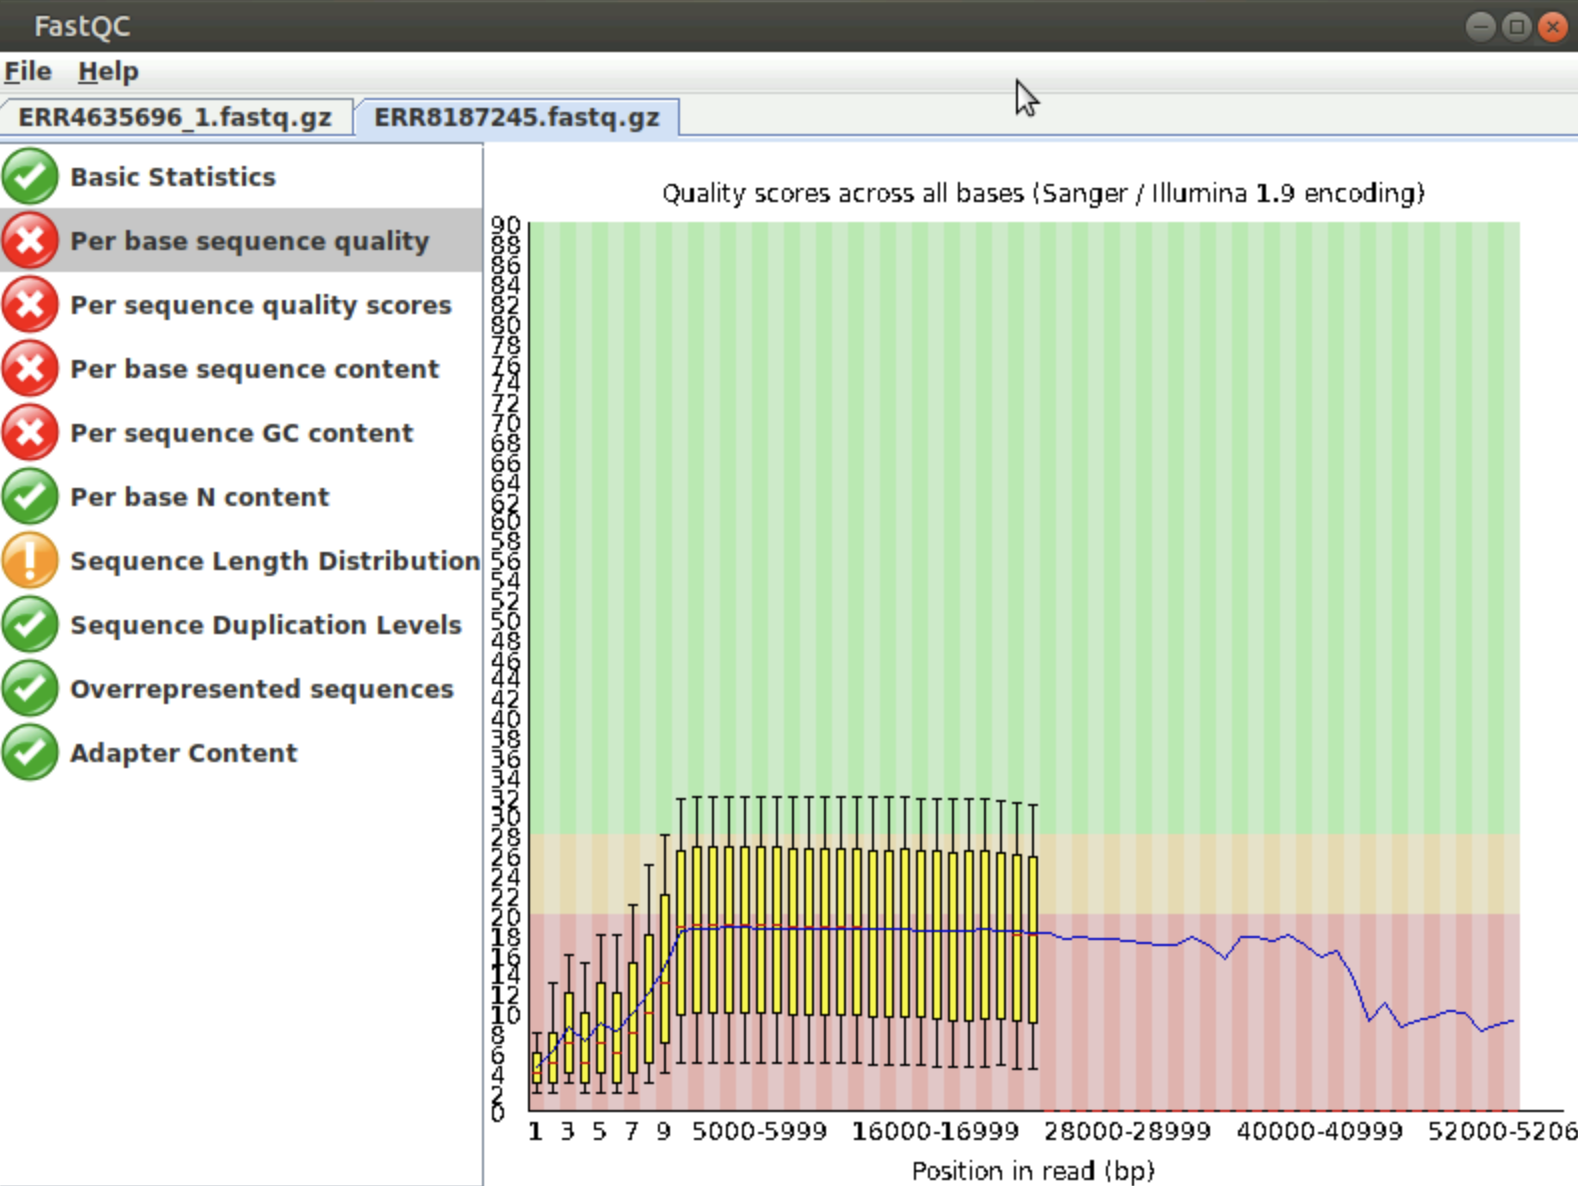 FastQC
File Help
ERR4635696_1.fastq.gz ERR8187245.fastq.gz
Basic Statistics
Per base sequence quality
Per sequence quality scores
Per base sequence content
Per sequence GC content
Per base N content
Sequence Length Distribution
Sequence Duplication Levels
Overrepresented sequences
Adapter Content
Quality scores across all bases (Sanger / Illumina 1.9 encoding)
90
88
86
84
82
80
78
76
74
72
70
68
66
64
62
60
58
56
54
52
50
48
46
44
42
40
38
36
34
32
30
28
26
24
22
20
18
16
14
12
10
8
6
4
2
0
1 3 5 7 9 5000-5999 16000-16999 28000-28999 40000-40999 52000-5206
Position in read (bp)